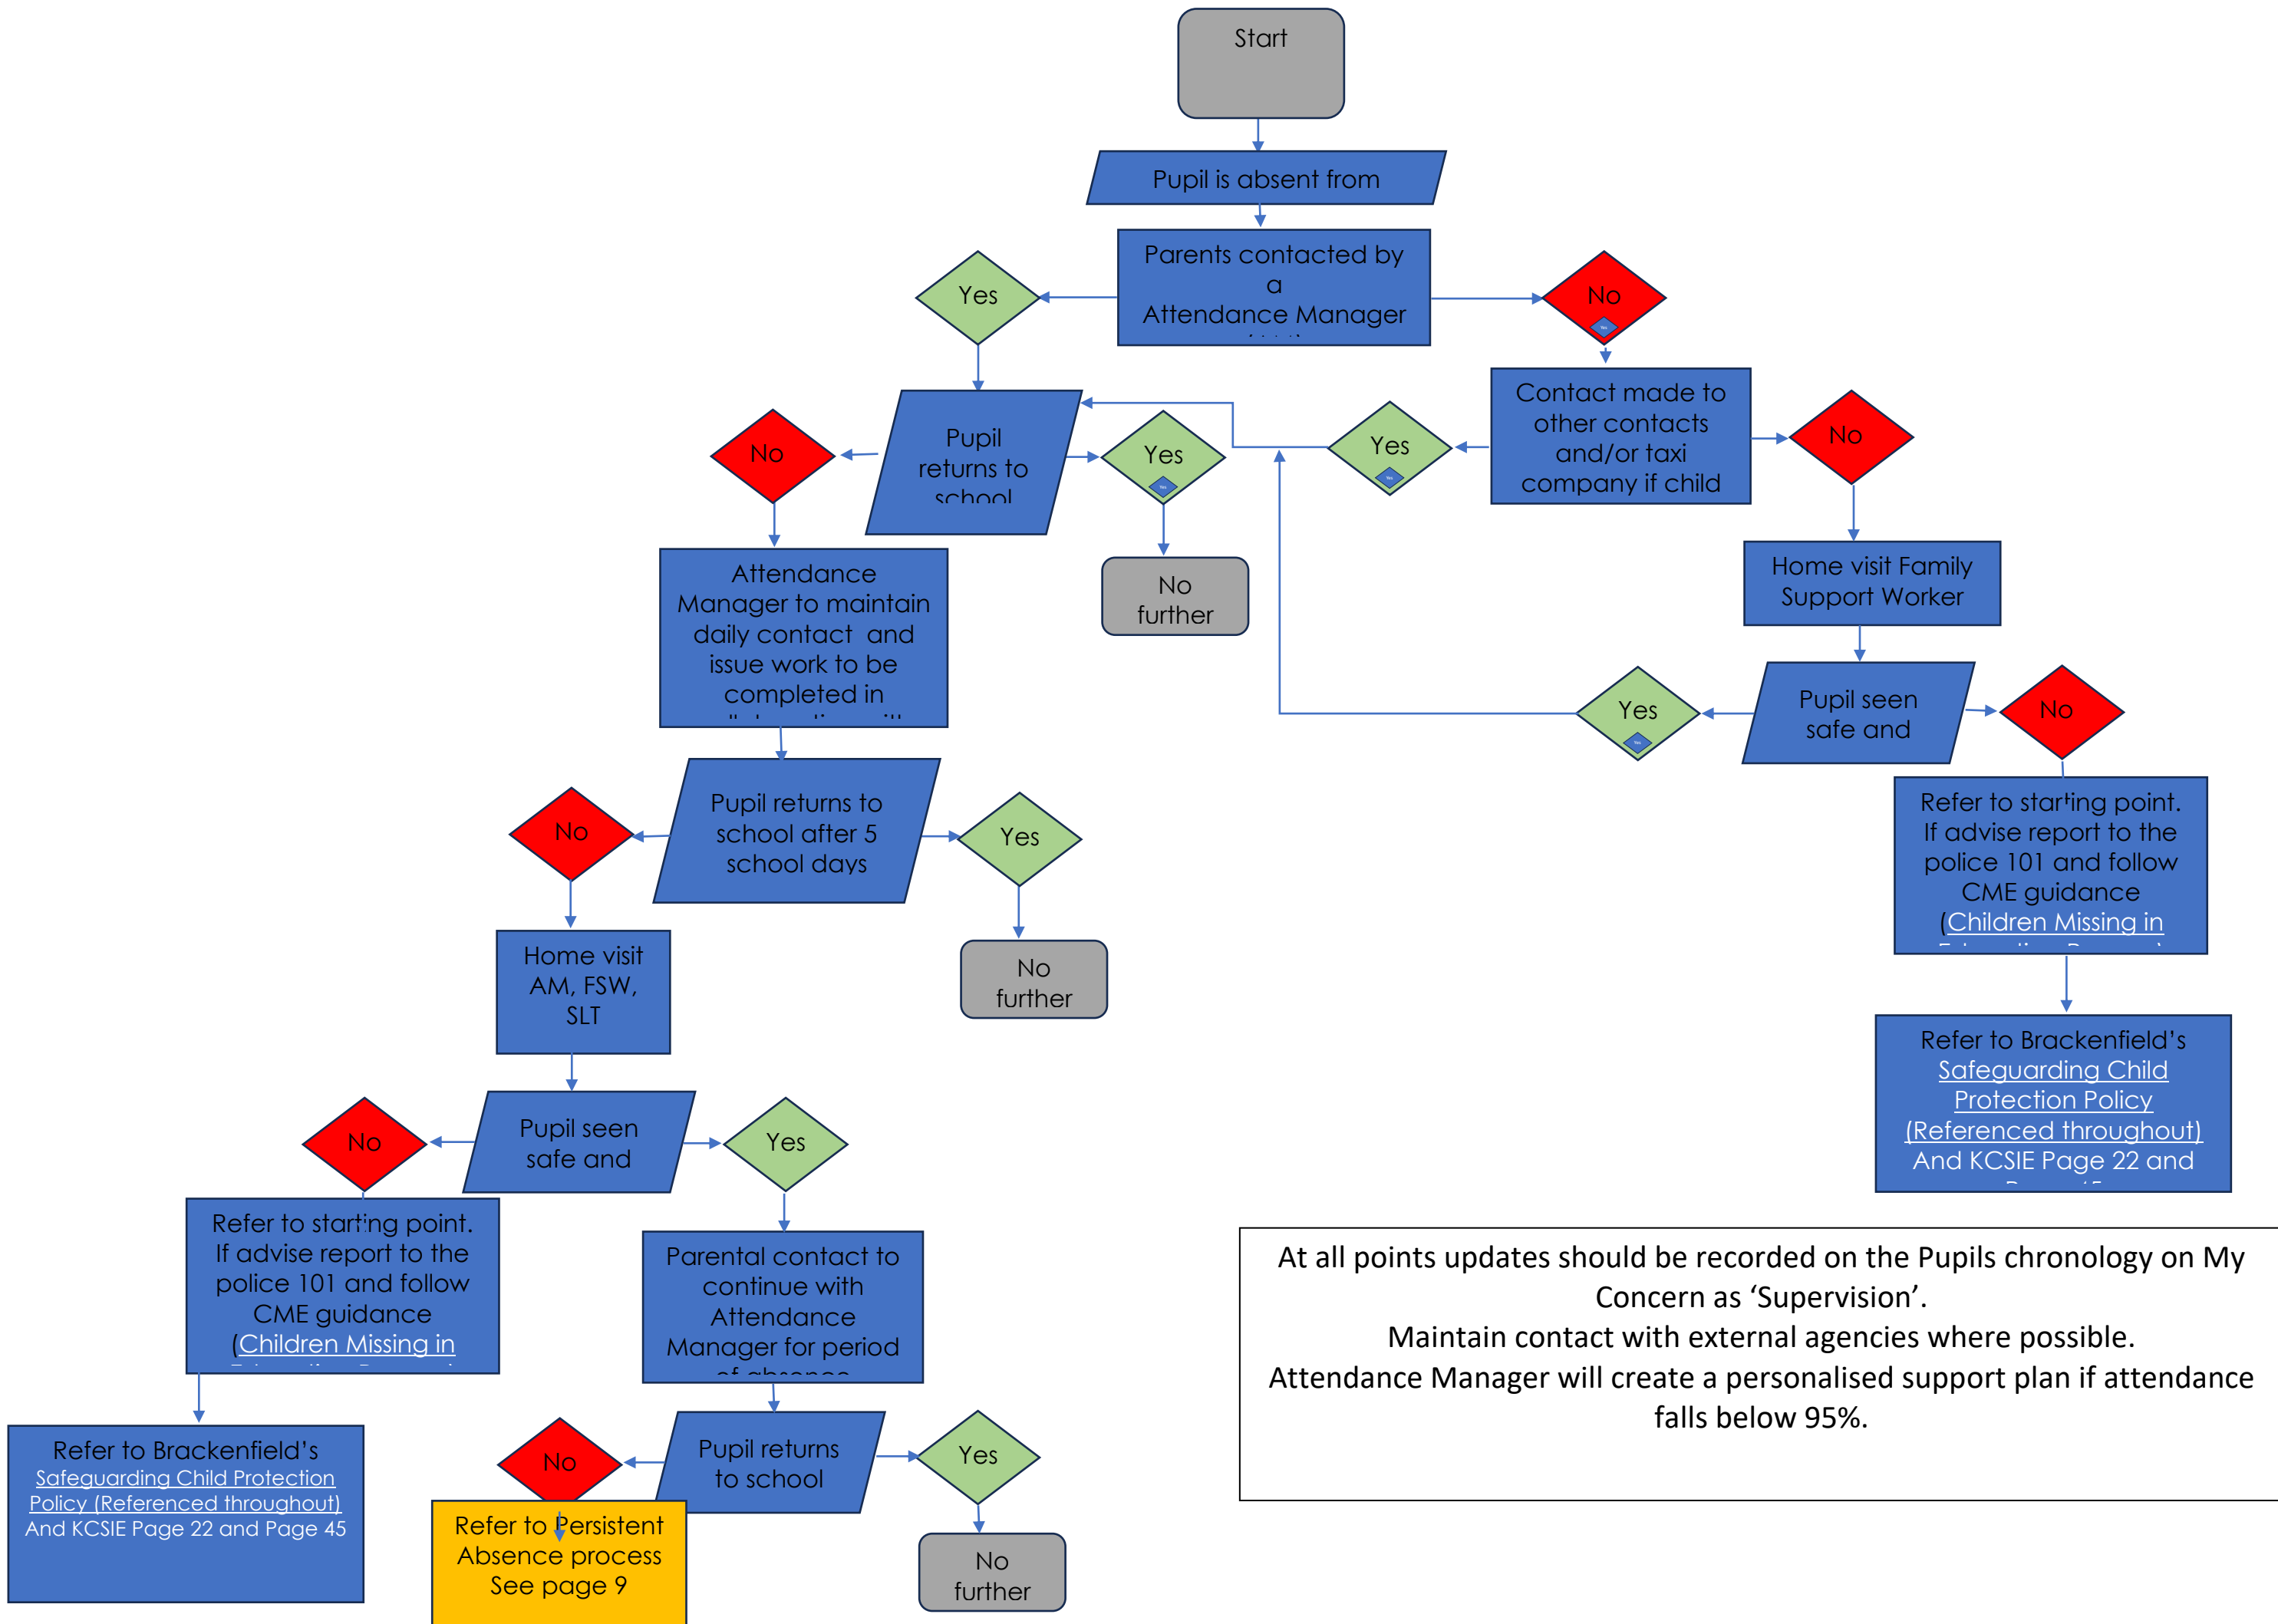 Start
Pupil is absent from
Parents contacted by
a
Attendance Manager
Yes
No
Yes
Contact made to
other contacts
and/or taxi
company if child
Yes
Yes
No
Pupil
returns to
school
No
Yes
Yes
No
further
Home visit Family
Support Worker
Attendance
Manager to maintain
daily contact and
issue work to be
completed in
Pupil seen
safe and
Yes
Yes
No
Refer to starting point.
If advise report to the
police 101 and follow
CME guidance
(Children Missing in
Refer to Brackenfield's
Safeguarding Child
Protection Policy
(Referenced throughout)
And KCSIE Page 22 and
Pupil returns to
school after 5
school days
No
Yes
No
further
Home visit
AM, FSW,
SLT
Pupil seen
safe and
No
Yes
Refer to starting point.
If advise report to the
police 101 and follow
CME guidance
(Children Missing in
Refer to Brackenfield's
Safeguarding Child Protection
Policy (Referenced throughout)
And KCSIE Page 22 and Page 45
Parental contact to
continue with
Attendance
Manager for period
of absence
Pupil returns
to school
No
Yes
Refer to Persistent
Absence process
See page 9
No
further
At all points updates should be recorded on the Pupils chronology on My
Concern as ‘Supervision’.
Maintain contact with external agencies where possible.
Attendance Manager will create a personalised support plan if attendance
falls below 95%.